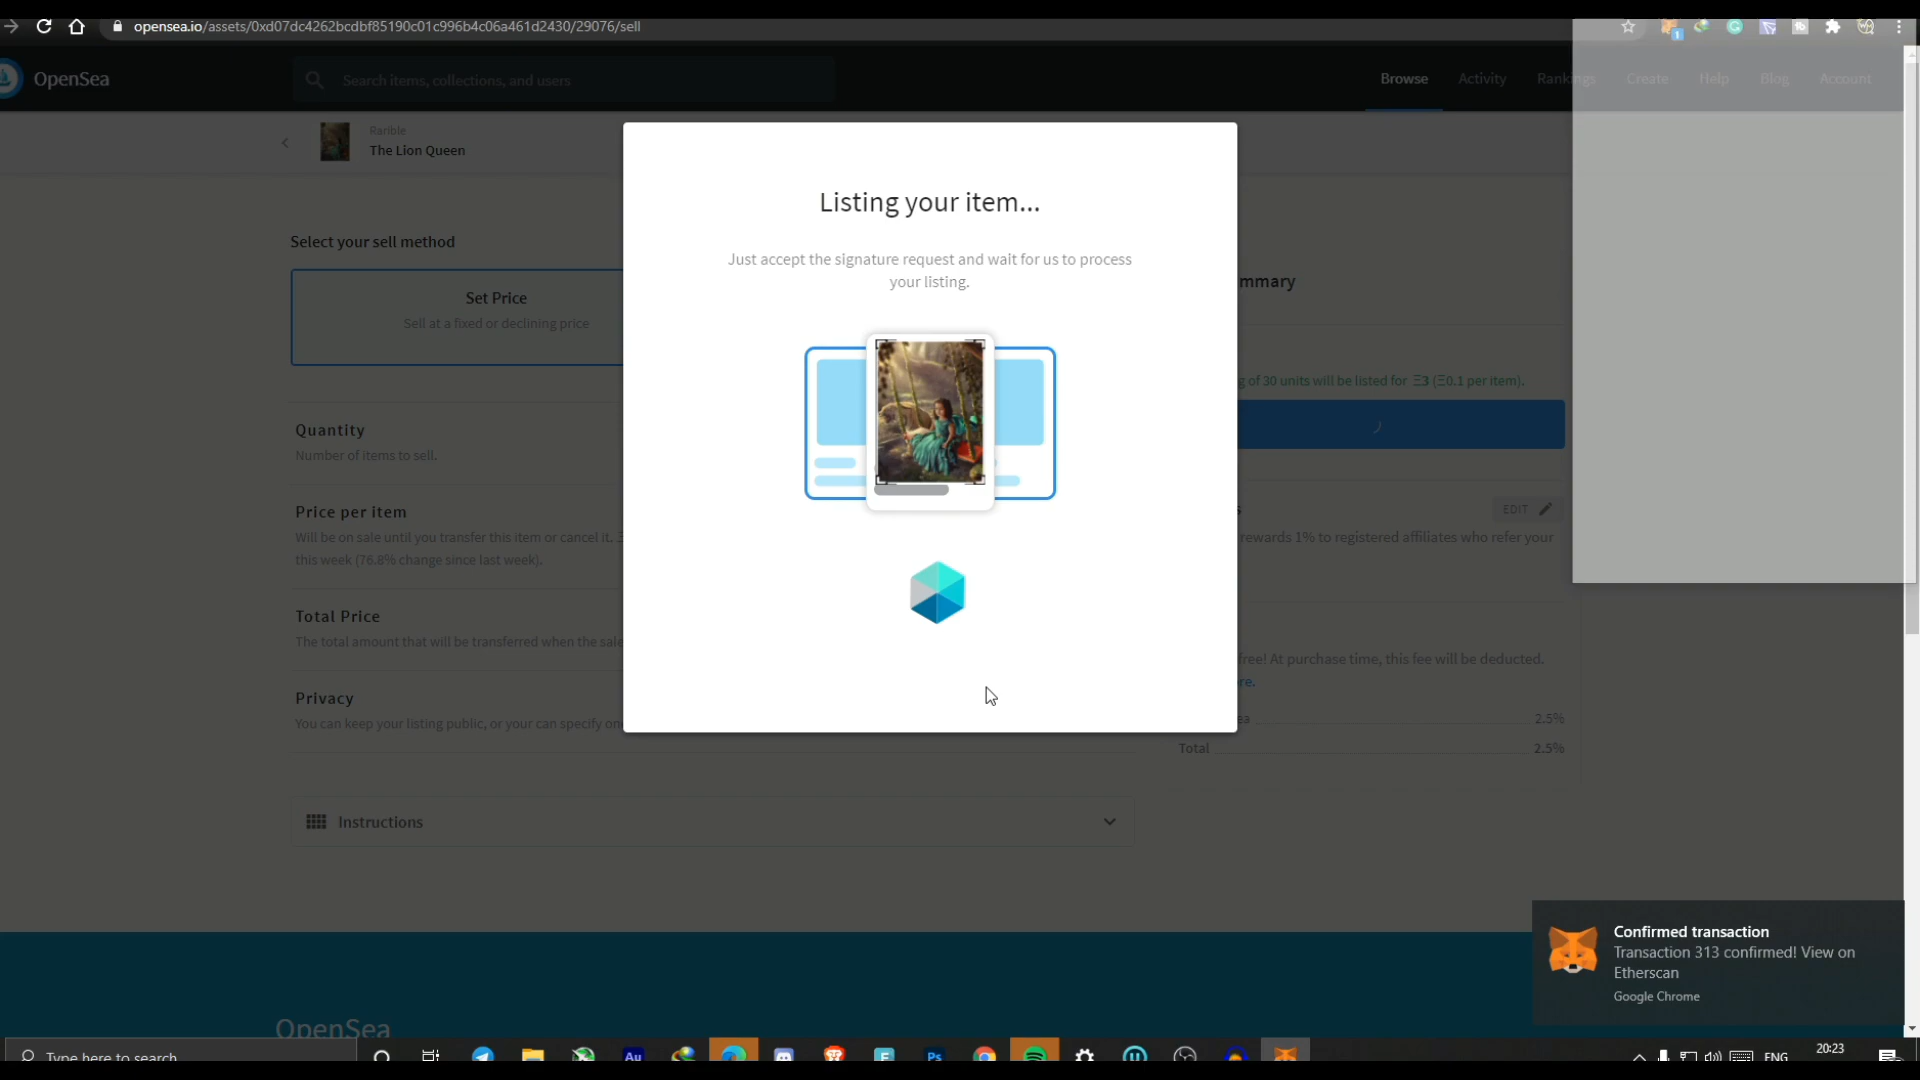 opensea.io/assets/0xd07dc4262bcdbf85190c01c996b4c06a461d2430/29076/sell
1
OpenSea
Search items, collections, and users
Browse
Activity
Rankings
Create
Help
Blog
Account
Rarible
The Lion Queen
Listing your item...
Just accept the signature request and wait for us to process
your listing.
Select your sell method
Set Price
Sell at a fixed or declining price
mmary
g of 30 units will be listed for Ξ3 (Ξ0.1 per item).
Quantity
Number of items to sell.
Price per item
Will be on sale until you transfer this item or cancel it. Ξ
this week (76.8% change since last week).
EDIT
rewards 1% to registered affiliates who refer your
Total Price
The total amount that will be transferred when the sale
Privacy
You can keep your listing public, or your can specify on
free! At purchase time, this fee will be deducted.
re.
ea
2.5%
Total
2.5%
Instructions
Confirmed transaction
Transaction 313 confirmed! View on
Etherscan
Google Chrome
OpenSea
Type here to search
Au
Ps
ENG
20:23